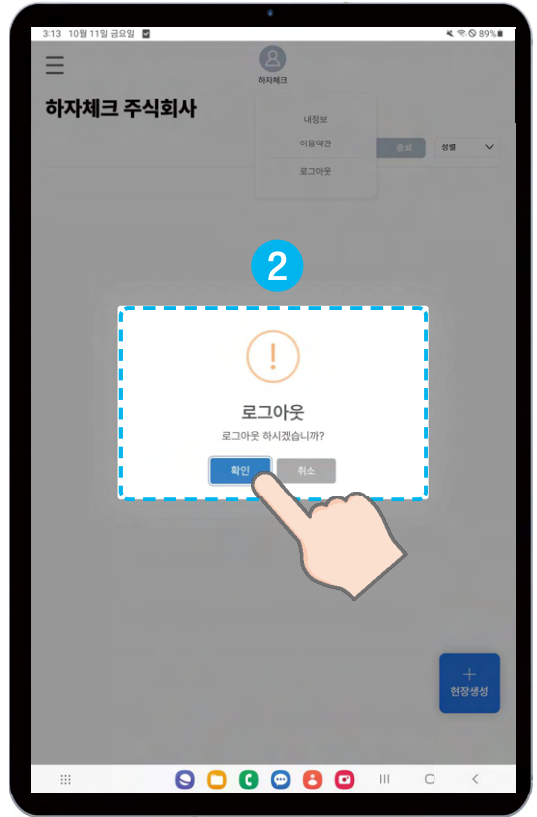 3:13 10월 11일 금요일
89%
하자체크
하자체크 주식회사
내정보
이용약관
종료
성별
로그아웃
2
!
로그아웃
로그아웃 하시겠습니까?
확인
취소
+
현장생성